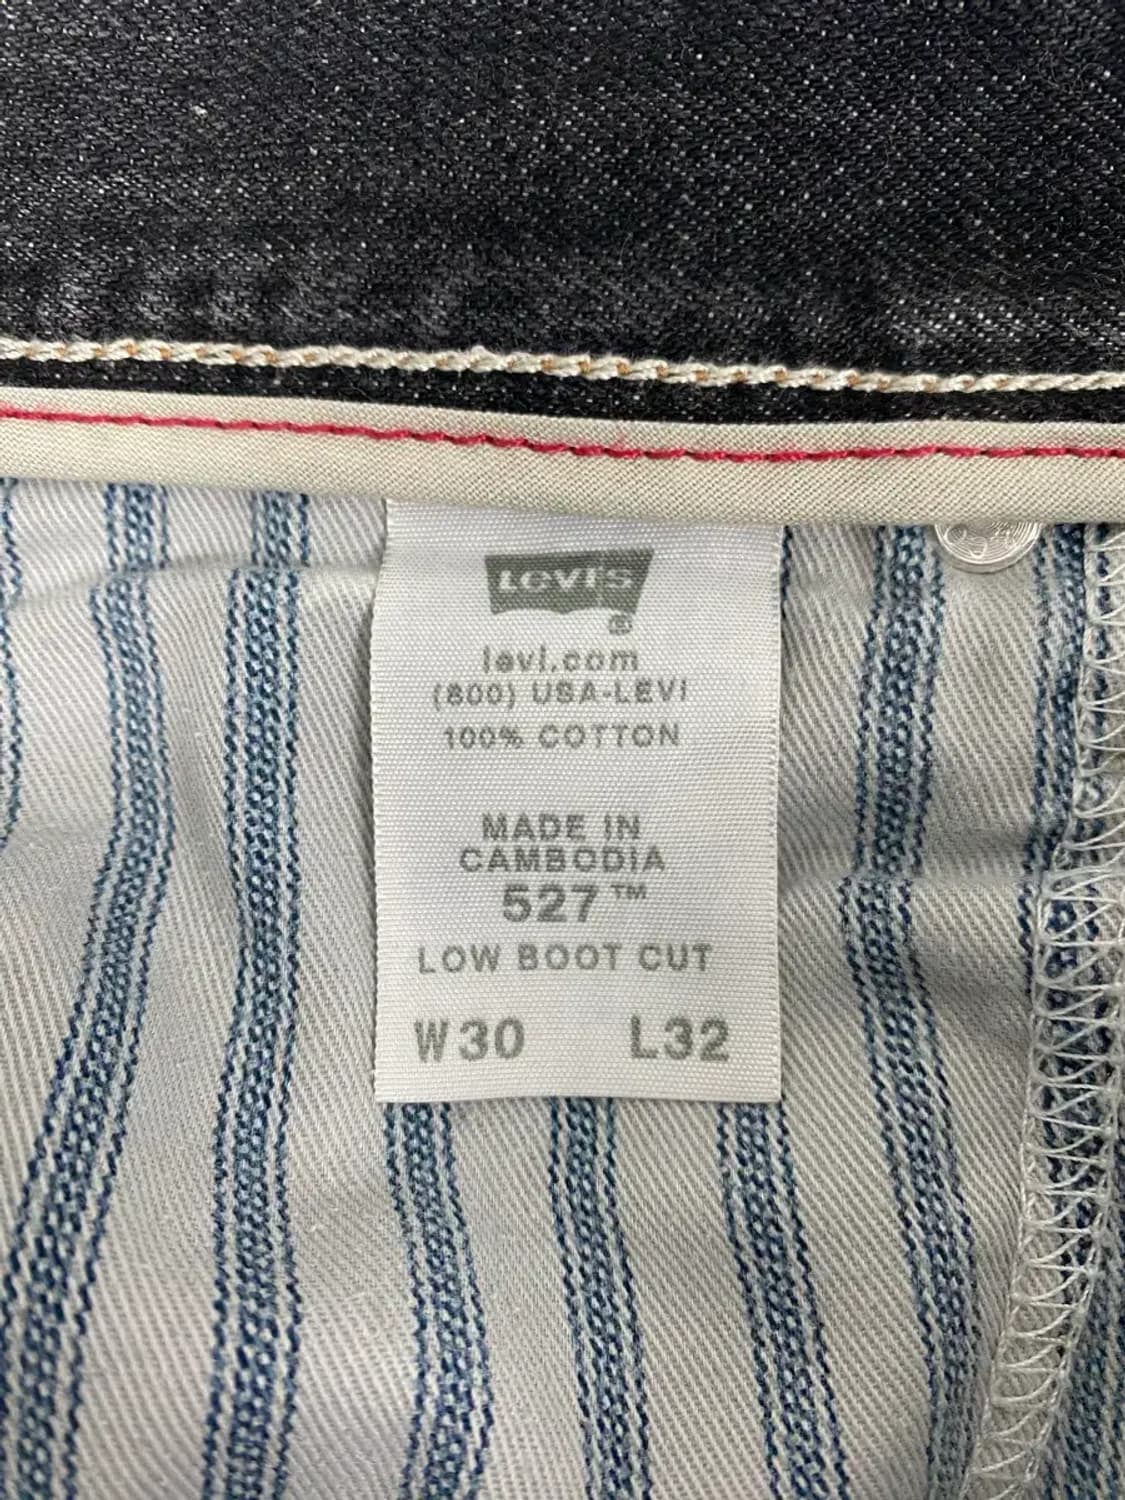 LEVI'S
®
levi.com
(800) USA-LEVI
100% COTTON
MADE IN
CAMBODIA
527™
LOW BOOT CUT
W30 L32